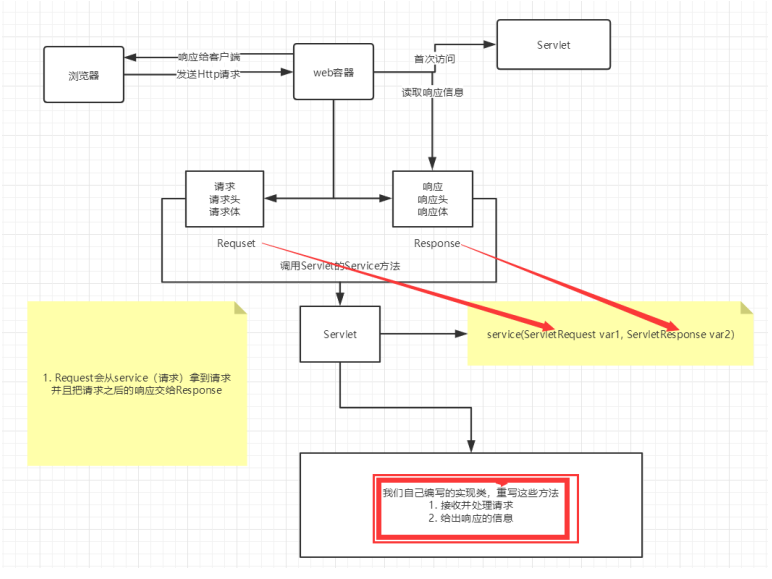 响应给客户端
发送Http请求
浏览器
web容器
首次访问
Servlet
读取响应信息
请求
请求头
请求体
响应
响应头
响应体
Requset
Response
调用Servlet的Service方法
Servlet
service(ServletRequest var1, ServletResponse var2)
1. Request会从service（请求）拿到请求
并且把请求之后的响应交给Response
我们自己编写的实现类，重写这些方法
1. 接收并处理请求
2. 给出响应的信息